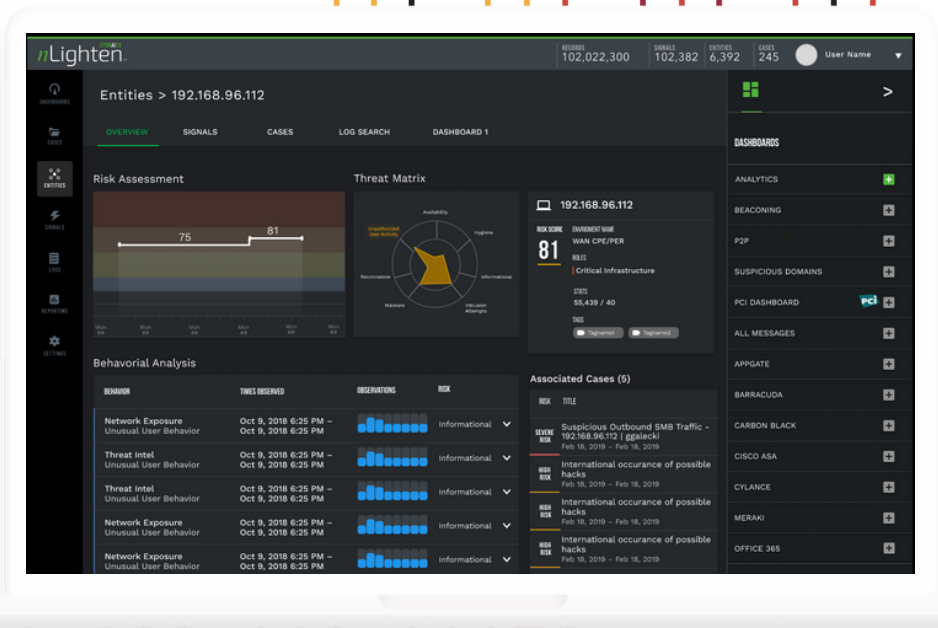 nLighten
RECORDS
102,022,300
SIGNALS
102,382
ENTITIES
6,392
CASES
245
User Name
DASHBOARDS
CASES
ENTITIES
SIGNALS
LOGS
REPORTING
SETTINGS
Entities > 192.168.96.112
OVERVIEW
SIGNALS
CASES
LOG SEARCH
DASHBOARD 1
Risk Assessment
75
81
Mon Mon Mon Mon Mon Mon
## ## ## ## ## ##
Threat Matrix
Availability
Hygiene
Informational
Intrusion
Attempts
Malware
Reconnaissance
Unauthorized
User Activity
192.168.96.112
RISK SCORE
81
ENVIROMENT NAME
WAN CPE/PER
ROLES
Critical Infrastructure
STATS
55,439 / 40
TAGS
Tagname1
Tagname2
Behavorial Analysis
BEHAVIOR
TIMES OBSERVED
OBSERVATIONS
RISK
Network Exposure
Unusual User Behavior
Oct 9, 2018 6:25 PM –
Oct 9, 2018 6:25 PM
Informational
Threat Intel
Unusual User Behavior
Oct 9, 2018 6:25 PM –
Oct 9, 2018 6:25 PM
Informational
Threat Intel
Unusual User Behavior
Oct 9, 2018 6:25 PM –
Oct 9, 2018 6:25 PM
Informational
Network Exposure
Unusual User Behavior
Oct 9, 2018 6:25 PM –
Oct 9, 2018 6:25 PM
Informational
Network Exposure
Unusual User Behavior
Oct 9, 2018 6:25 PM –
Oct 9, 2018 6:25 PM
Informational
Associated Cases (5)
RISK
TITLE
SEVERE
RISK
Suspicious Outbound SMB Traffic -
192.168.96.112 | ggalecki
Feb 18, 2019 – Feb 18, 2019
HIGH
RISK
International occurance of possible
hacks
Feb 18, 2019 – Feb 18, 2019
HIGH
RISK
International occurance of possible
hacks
Feb 18, 2019 – Feb 18, 2019
HIGH
RISK
International occurance of possible
hacks
Feb 18, 2019 – Feb 18, 2019
>
DASHBOARDS
ANALYTICS
BEACONING
P2P
SUSPICIOUS DOMAINS
PCI DASHBOARD
PCI
ALL MESSAGES
APPGATE
BARRACUDA
CARBON BLACK
CISCO ASA
CYLANCE
MERAKI
OFFICE 365